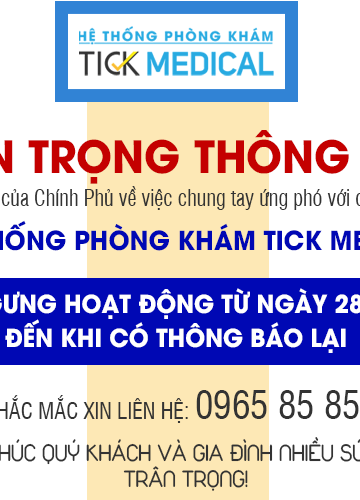 HỆ THỐNG PHÒNG KHÁM
TICK MEDICAL
N TRỌNG THÔNG
của Chính Phủ về việc chung tay ứng phó với
HỐNG PHÒNG KHÁM TICK ME
GƯNG HOẠT ĐỘNG TỪ NGÀY 28
ĐẾN KHI CÓ THÔNG BÁO LẠI
HẮC MẮC XIN LIÊN HỆ: 0965 85 85
HÚC QUÝ KHÁCH VÀ GIA ĐÌNH NHIỀU SỨ
TRÂN TRỌNG!